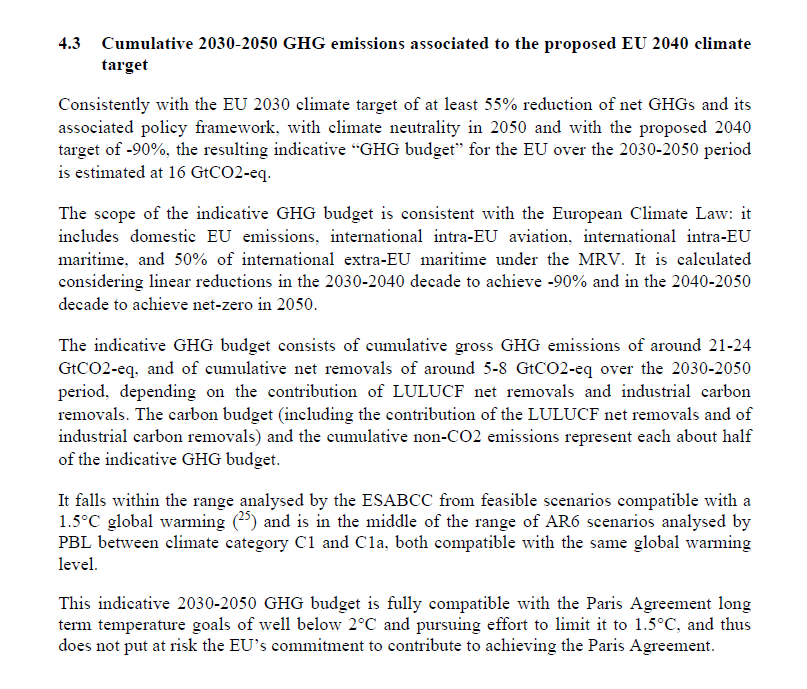 4.3 Cumulative 2030-2050 GHG emissions associated to the proposed EU 2040 climate
target
Consistently with the EU 2030 climate target of at least 55% reduction of net GHGs and its
associated policy framework, with climate neutrality in 2050 and with the proposed 2040
target of -90%, the resulting indicative “GHG budget” for the EU over the 2030-2050 period
is estimated at 16 GtCO2-eq.
The scope of the indicative GHG budget is consistent with the European Climate Law: it
includes domestic EU emissions, international intra-EU aviation, international intra-EU
maritime, and 50% of international extra-EU maritime under the MRV. It is calculated
considering linear reductions in the 2030-2040 decade to achieve -90% and in the 2040-2050
decade to achieve net-zero in 2050.
The indicative GHG budget consists of cumulative gross GHG emissions of around 21-24
GtCO2-eq, and of cumulative net removals of around 5-8 GtCO2-eq over the 2030-2050
period, depending on the contribution of LULUCF net removals and industrial carbon
removals. The carbon budget (including the contribution of the LULUCF net removals and of
industrial carbon removals) and the cumulative non-CO2 emissions represent each about half
of the indicative GHG budget.
It falls within the range analysed by the ESABCC from feasible scenarios compatible with a
1.5°C global warming (25) and is in the middle of the range of AR6 scenarios analysed by
PBL between climate category C1 and C1a, both compatible with the same global warming
level.
This indicative 2030-2050 GHG budget is fully compatible with the Paris Agreement long
term temperature goals of well below 2°C and pursuing effort to limit it to 1.5°C, and thus
does not put at risk the EU’s commitment to contribute to achieving the Paris Agreement.